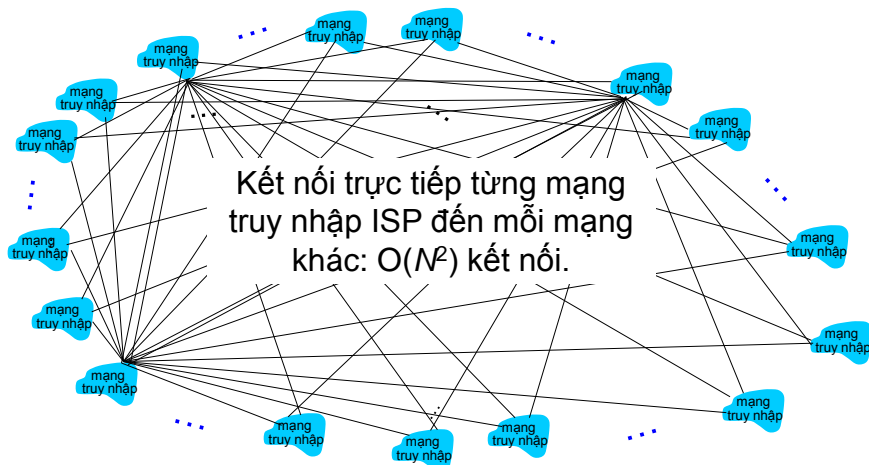 mạng
truy nhập
mạng
truy nhập
mạng
truy nhập
mạng
truy nhập
mạng
truy nhập
mạng
truy nhập
mạng
truy nhập
mạng
truy nhập
Kết nối trực tiếp từng mạng
truy nhập ISP đến mỗi mạng
khác: O(N²) kết nối.
mạng
truy nhập
mạng
truy nhập
mạng
truy nhập
mạng
truy nhập
mạng
truy nhập
mạng
truy nhập
mạng
truy nhập
mạng
truy nhập
mạng
truy nhập